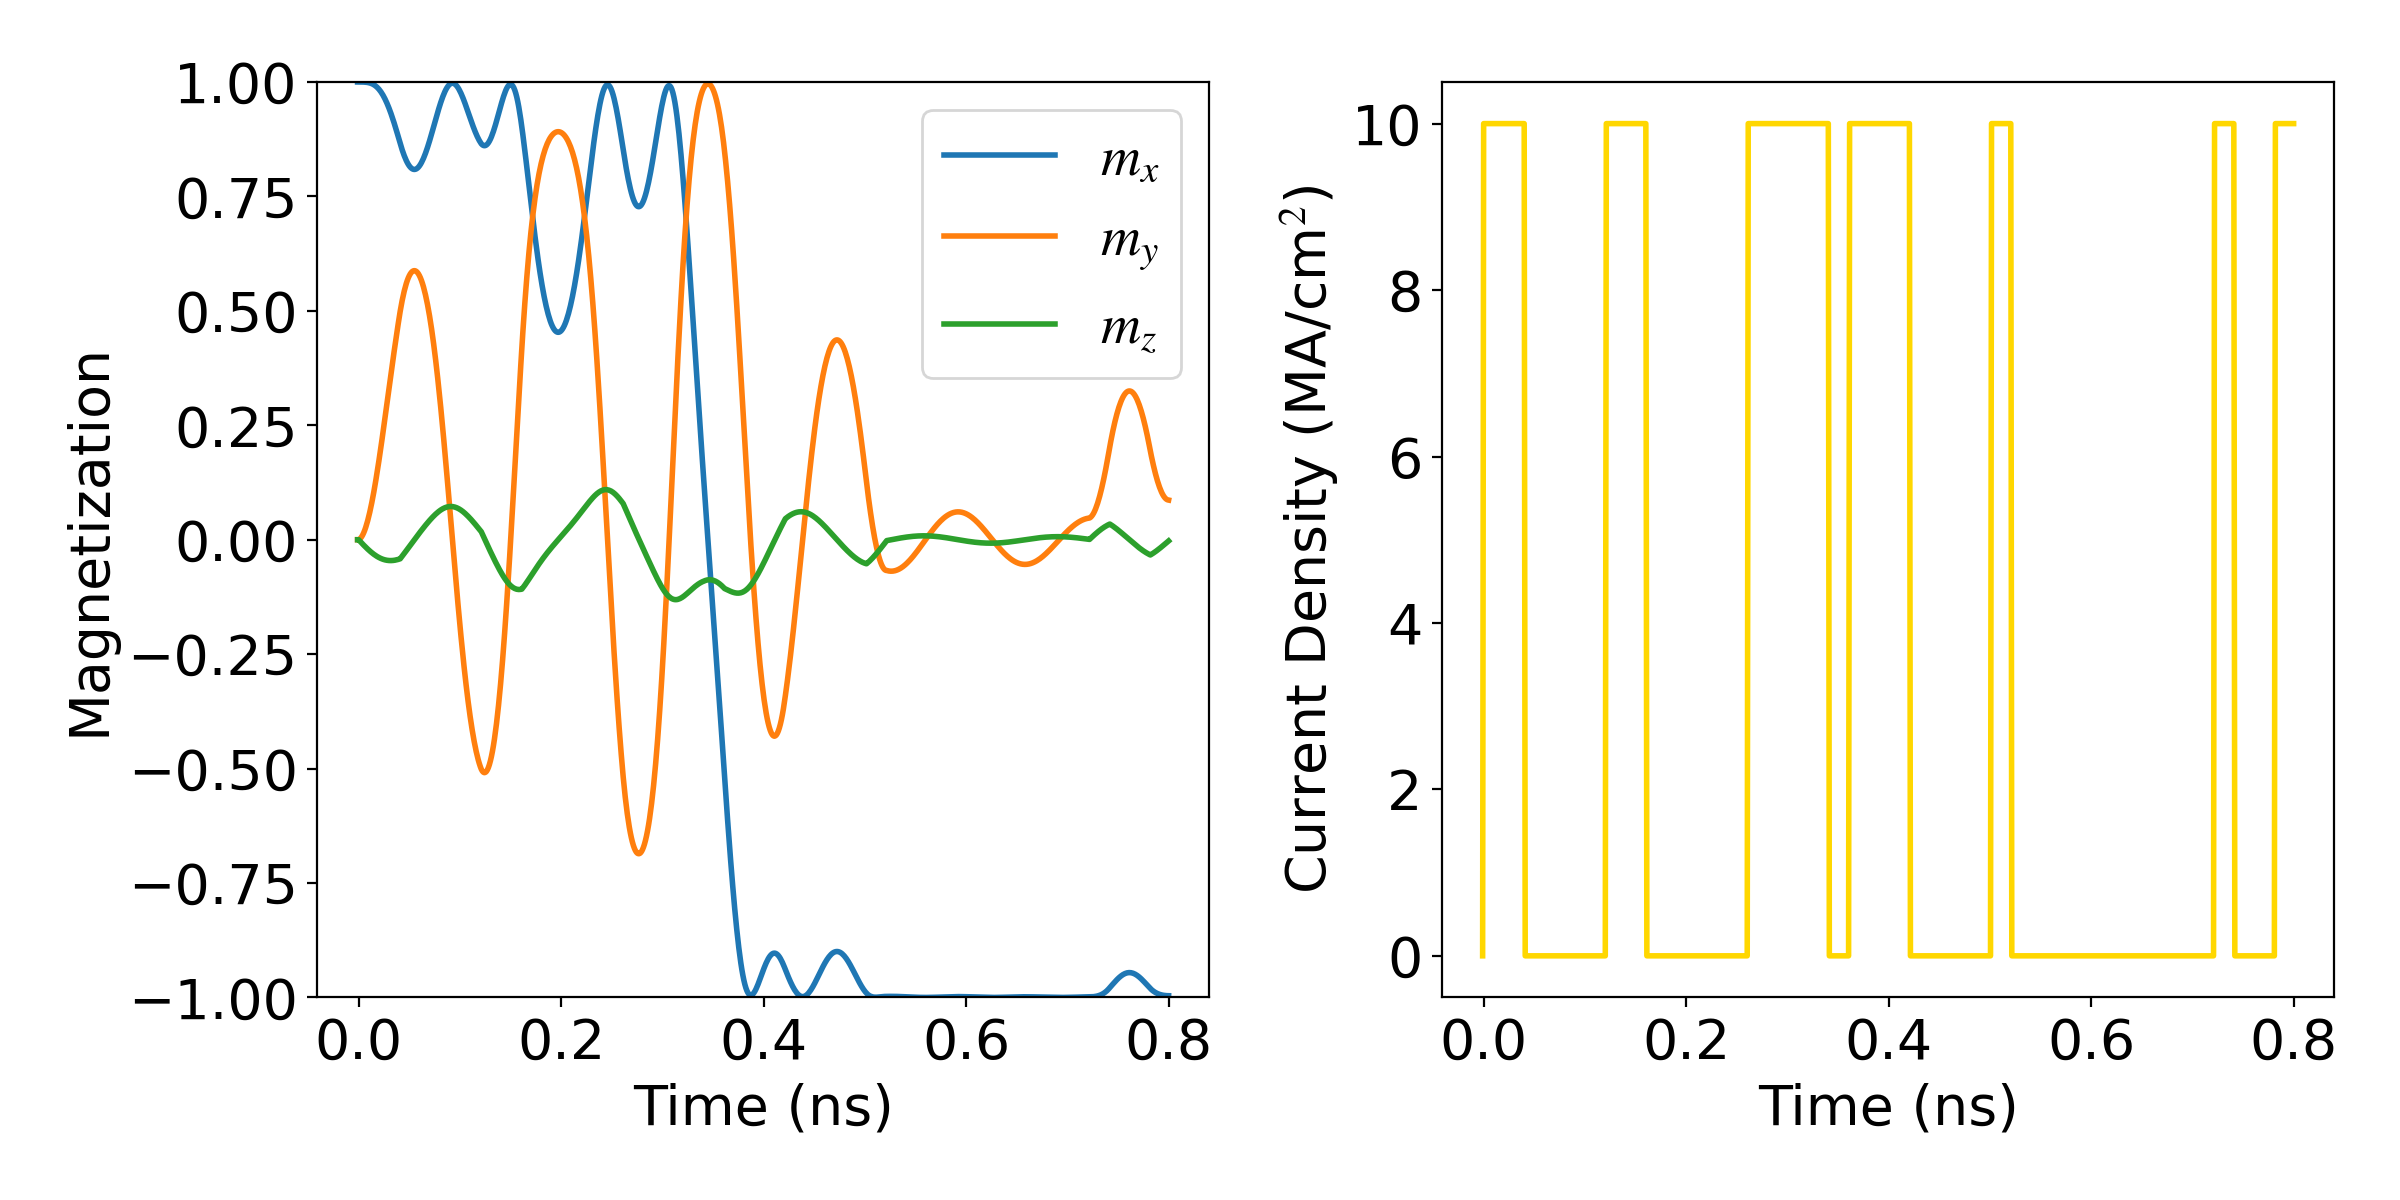 Magnetization
1.00
0.75
0.50
0.25
0.00
−0.25
−0.50
−0.75
−1.00
0.0 0.2 0.4 0.6 0.8
Time (ns)
m_x
m_y
m_z
Current Density (MA/cm²)
10
8
6
4
2
0
0.0 0.2 0.4 0.6 0.8
Time (ns)